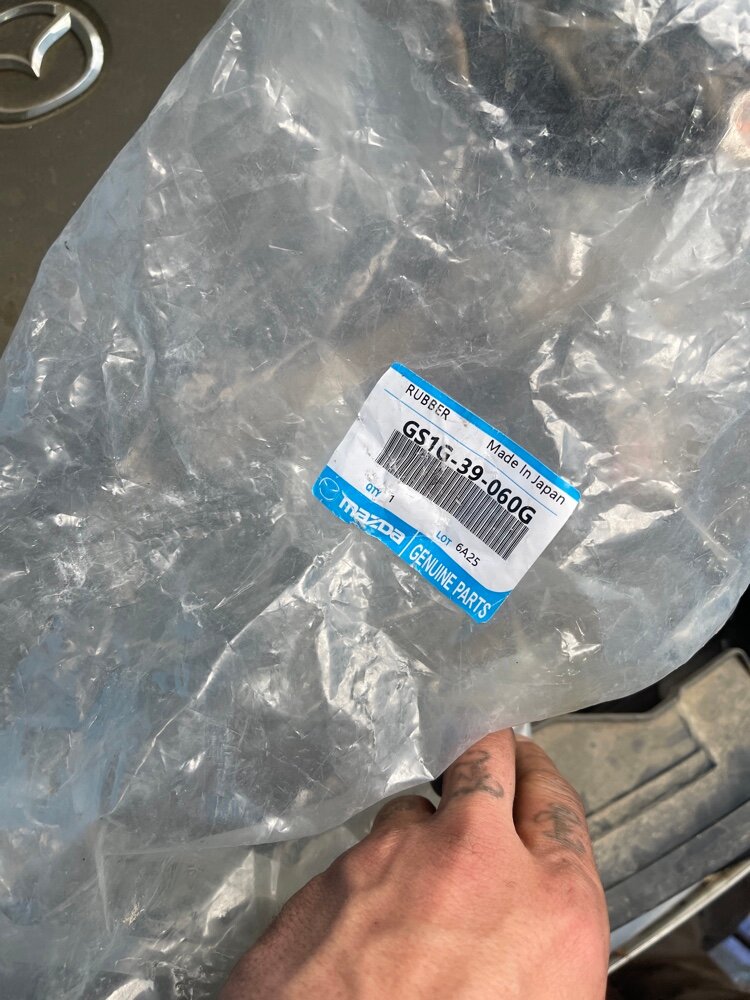 RUBBER
Made In Japan
GS1G-39-060G
QTY 1
LOT 6A25
mazda
GENUINE PARTS